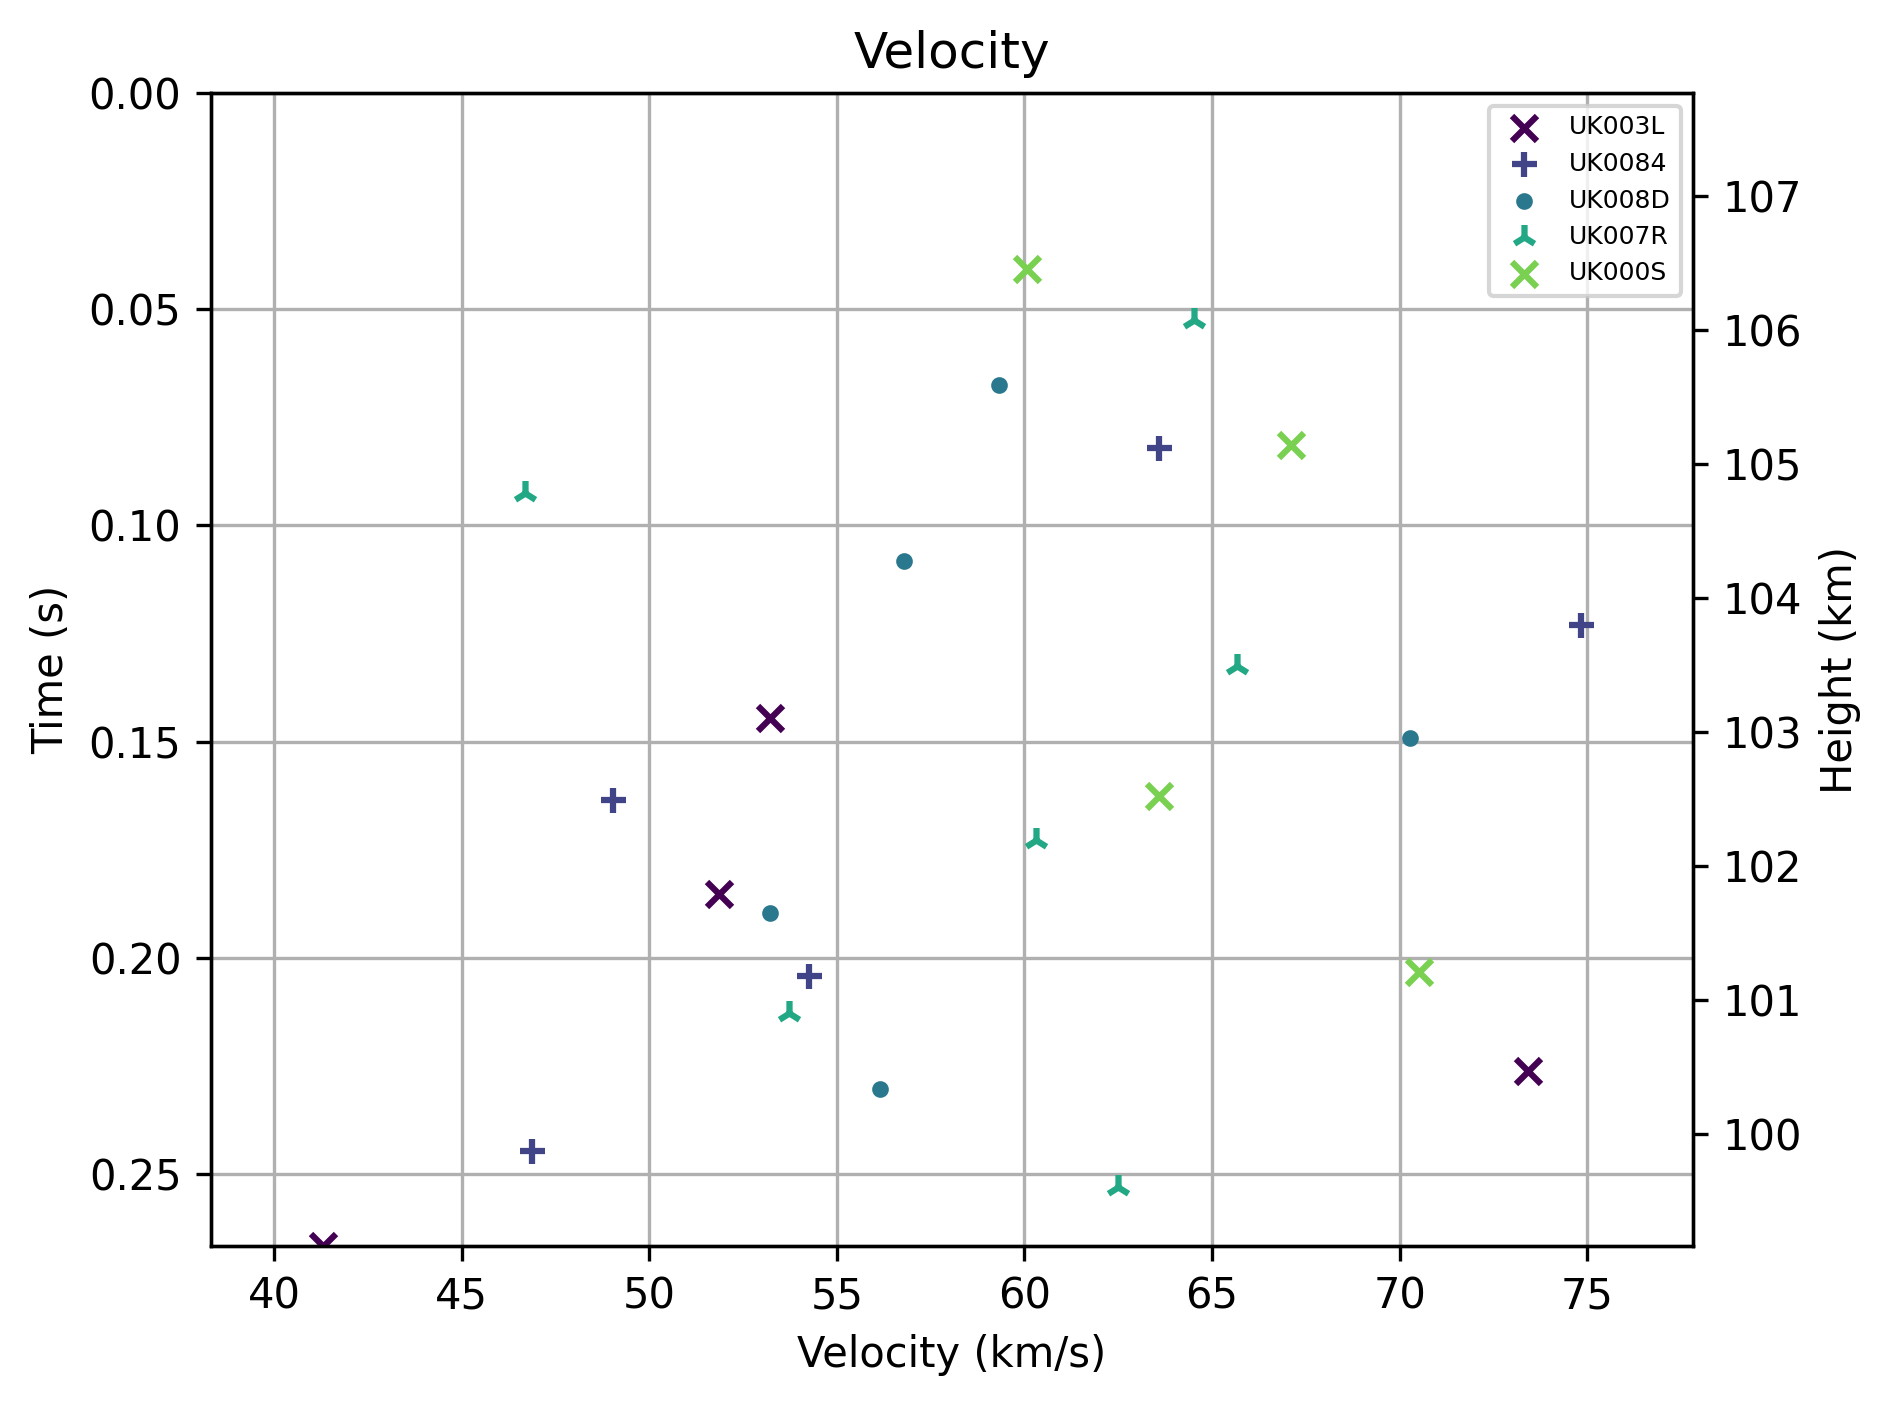 Velocity
0.00
0.05
0.10
0.15
0.20
0.25
Time (s)
UK003L
UK0084
UK008D
UK007R
UK000S
107
106
105
104
103
102
101
100
Height (km)
40 45 50 55 60 65 70 75
Velocity (km/s)